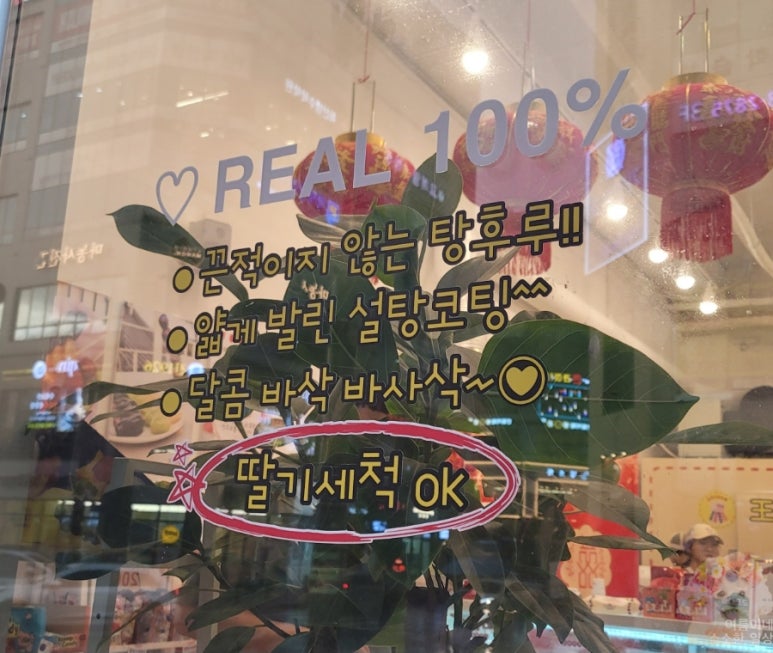 ♡ REAL 100%
• 끈적이지 않는 탕후루!!
• 얇게 발린 설탕코팅^^
• 달콤 바삭 바사삭~♡
딸기세척 OK